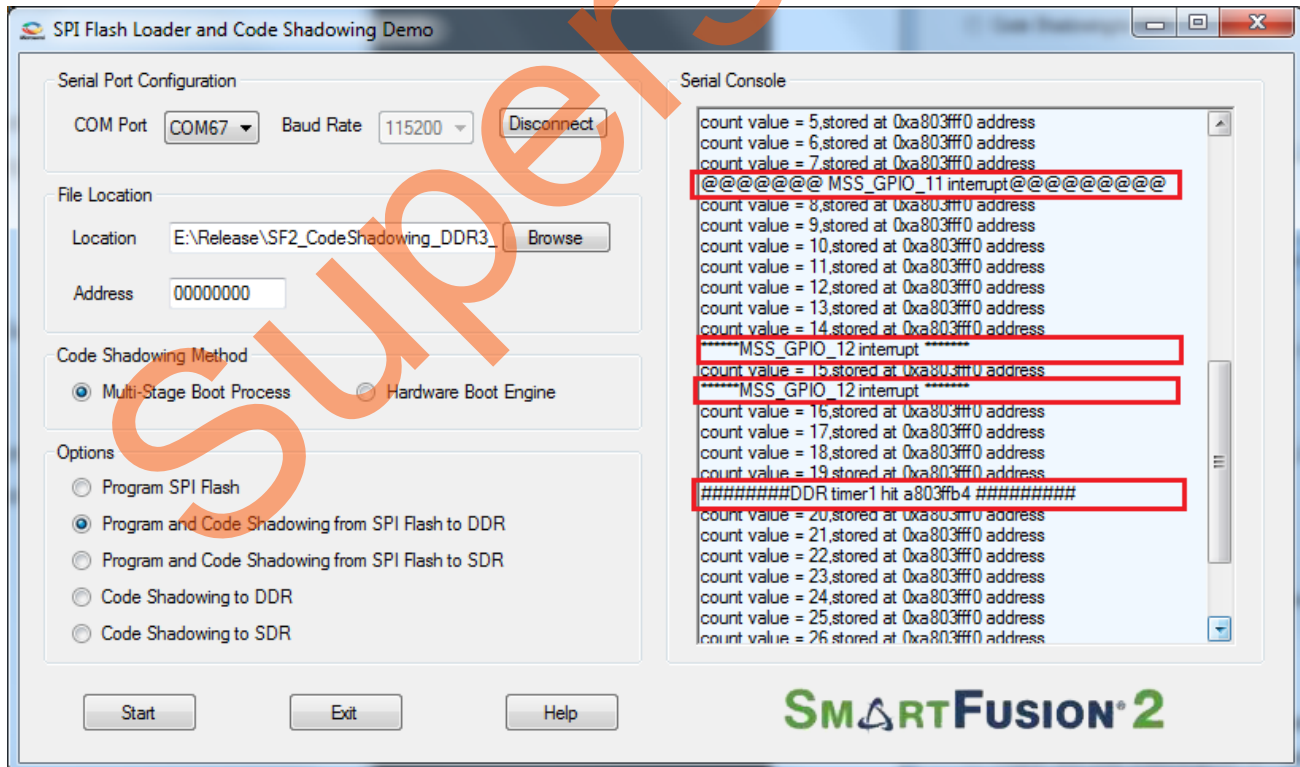 SPI Flash Loader and Code Shadowing Demo
Serial Port Configuration
COM Port COM67 Baud Rate 115200 Disconnect
File Location
Location E:\Release\SF2_CodeShadowing_DDR3_ Browse
Address 00000000
Code Shadowing Method
Multi-Stage Boot Process Hardware Boot Engine
Options
Program SPI Flash
Program and Code Shadowing from SPI Flash to DDR
Program and Code Shadowing from SPI Flash to SDR
Code Shadowing to DDR
Code Shadowing to SDR
Start Exit Help
Serial Console
count value = 5,stored at 0xa803fff0 address
count value = 6,stored at 0xa803fff0 address
count value = 7,stored at 0xa803fff0 address
@@@@@@@ MSS_GPIO_11 interrupt@@@@@@@@@
count value = 8,stored at 0xa803fff0 address
count value = 9,stored at 0xa803fff0 address
count value = 10,stored at 0xa803fff0 address
count value = 11,stored at 0xa803fff0 address
count value = 12,stored at 0xa803fff0 address
count value = 13,stored at 0xa803fff0 address
count value = 14,stored at 0xa803fff0 address
******MSS_GPIO_12 interrupt *******
count value = 15,stored at 0xa803fff0 address
******MSS_GPIO_12 interrupt *******
count value = 16,stored at 0xa803fff0 address
count value = 17,stored at 0xa803fff0 address
count value = 18,stored at 0xa803fff0 address
count value = 19,stored at 0xa803fff0 address
########DDR timer1 hit a803ffb4 #########
count value = 20,stored at 0xa803fff0 address
count value = 21,stored at 0xa803fff0 address
count value = 22,stored at 0xa803fff0 address
count value = 23,stored at 0xa803fff0 address
count value = 24,stored at 0xa803fff0 address
count value = 25,stored at 0xa803fff0 address
count value = 26,stored at 0xa803fff0 address
SMARTFUSION® 2
Supers